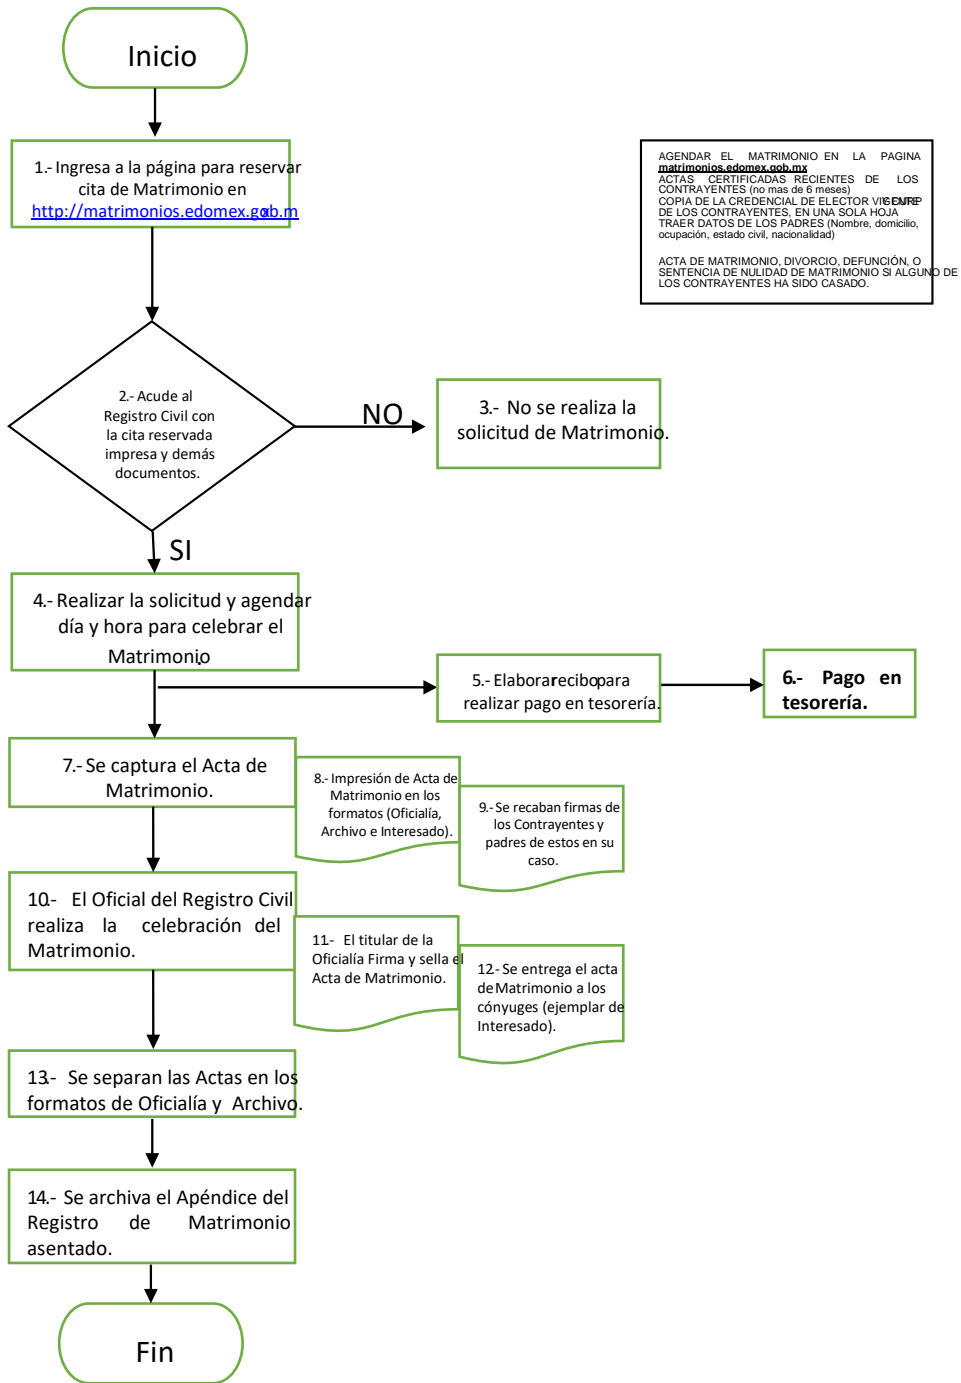 Inicio
1.- Ingresa a la página para reservar
cita de Matrimonio en
http://matrimonios.edomex.gob.m
AGENDAR EL MATRIMONIO EN LA PAGINA
matrimonios.edomex.gob.mx
ACTAS CERTIFICADAS RECIENTES DE LOS
CONTRAYENTES (no mas de 6 meses)
COPIA DE LA CREDENCIAL DE ELECTOR
DE LOS CONTRAYENTES, EN UNA SOLA HOJA
TRAER DATOS DE LOS PADRES (Nombre, domicilio,
ocupación, estado civil, nacionalidad)
ACTA DE MATRIMONIO, DIVORCIO, DEFUNCIÓN, O
SENTENCIA DE NULIDAD DE MATRIMONIO SI ALGUNO DE
LOS CONTRAYENTES HA SIDO CASADO.
2.- Acude al
Registro Civil con
la cita reservada
impresa y demás
documentos.
NO
3.- No se realiza la
solicitud de Matrimonio.
SI
4.- Realizar la solicitud y agendar
día y hora para celebrar el
Matrimonio.
5.- Elaborar recibo para
realizar pago en tesorería.
6.- Pago en
tesorería.
7.- Se captura el Acta de
Matrimonio.
8.- Impresión de Acta de
Matrimonio en los
formatos (Oficialía,
Archivo e Interesado).
9.- Se recaban firmas de
los Contrayentes y
padres de estos en su
caso.
10.- El Oficial del Registro Civil
realiza la celebración del
Matrimonio.
11.- El titular de la
Oficialía Firma y sella el
Acta de Matrimonio.
12.- Se entrega el acta
de Matrimonio a los
cónyuges (ejemplar de
Interesado).
13.- Se separan las Actas en los
formatos de Oficialía y Archivo.
14.- Se archiva el Apéndice del
Registro de Matrimonio
asentado.
Fin